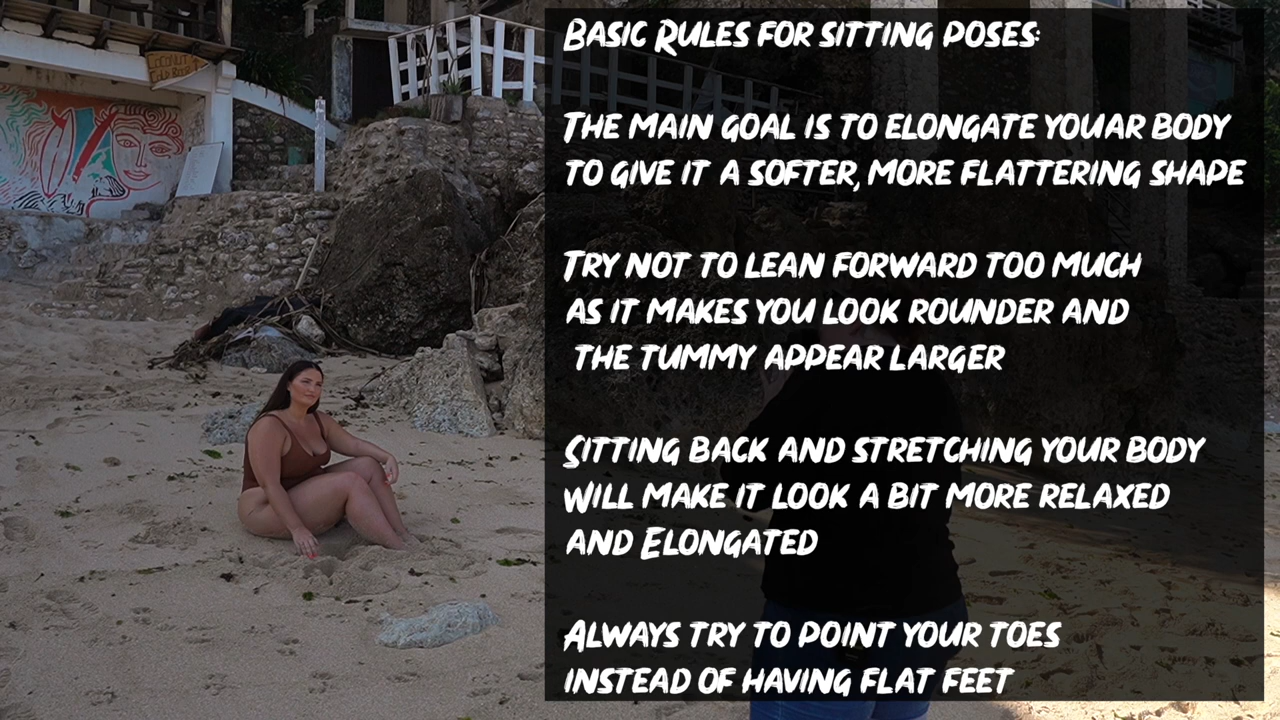 Basic Rules for sitting poses:
The main goal is to elongate youar body
to give it a softer, more flattering shape
Try not to lean forward too much
as it makes you look rounder and
the tummy appear larger
Sitting back and stretching your body
will make it look a bit more relaxed
and Elongated
Always try to point your toes
instead of having flat feet